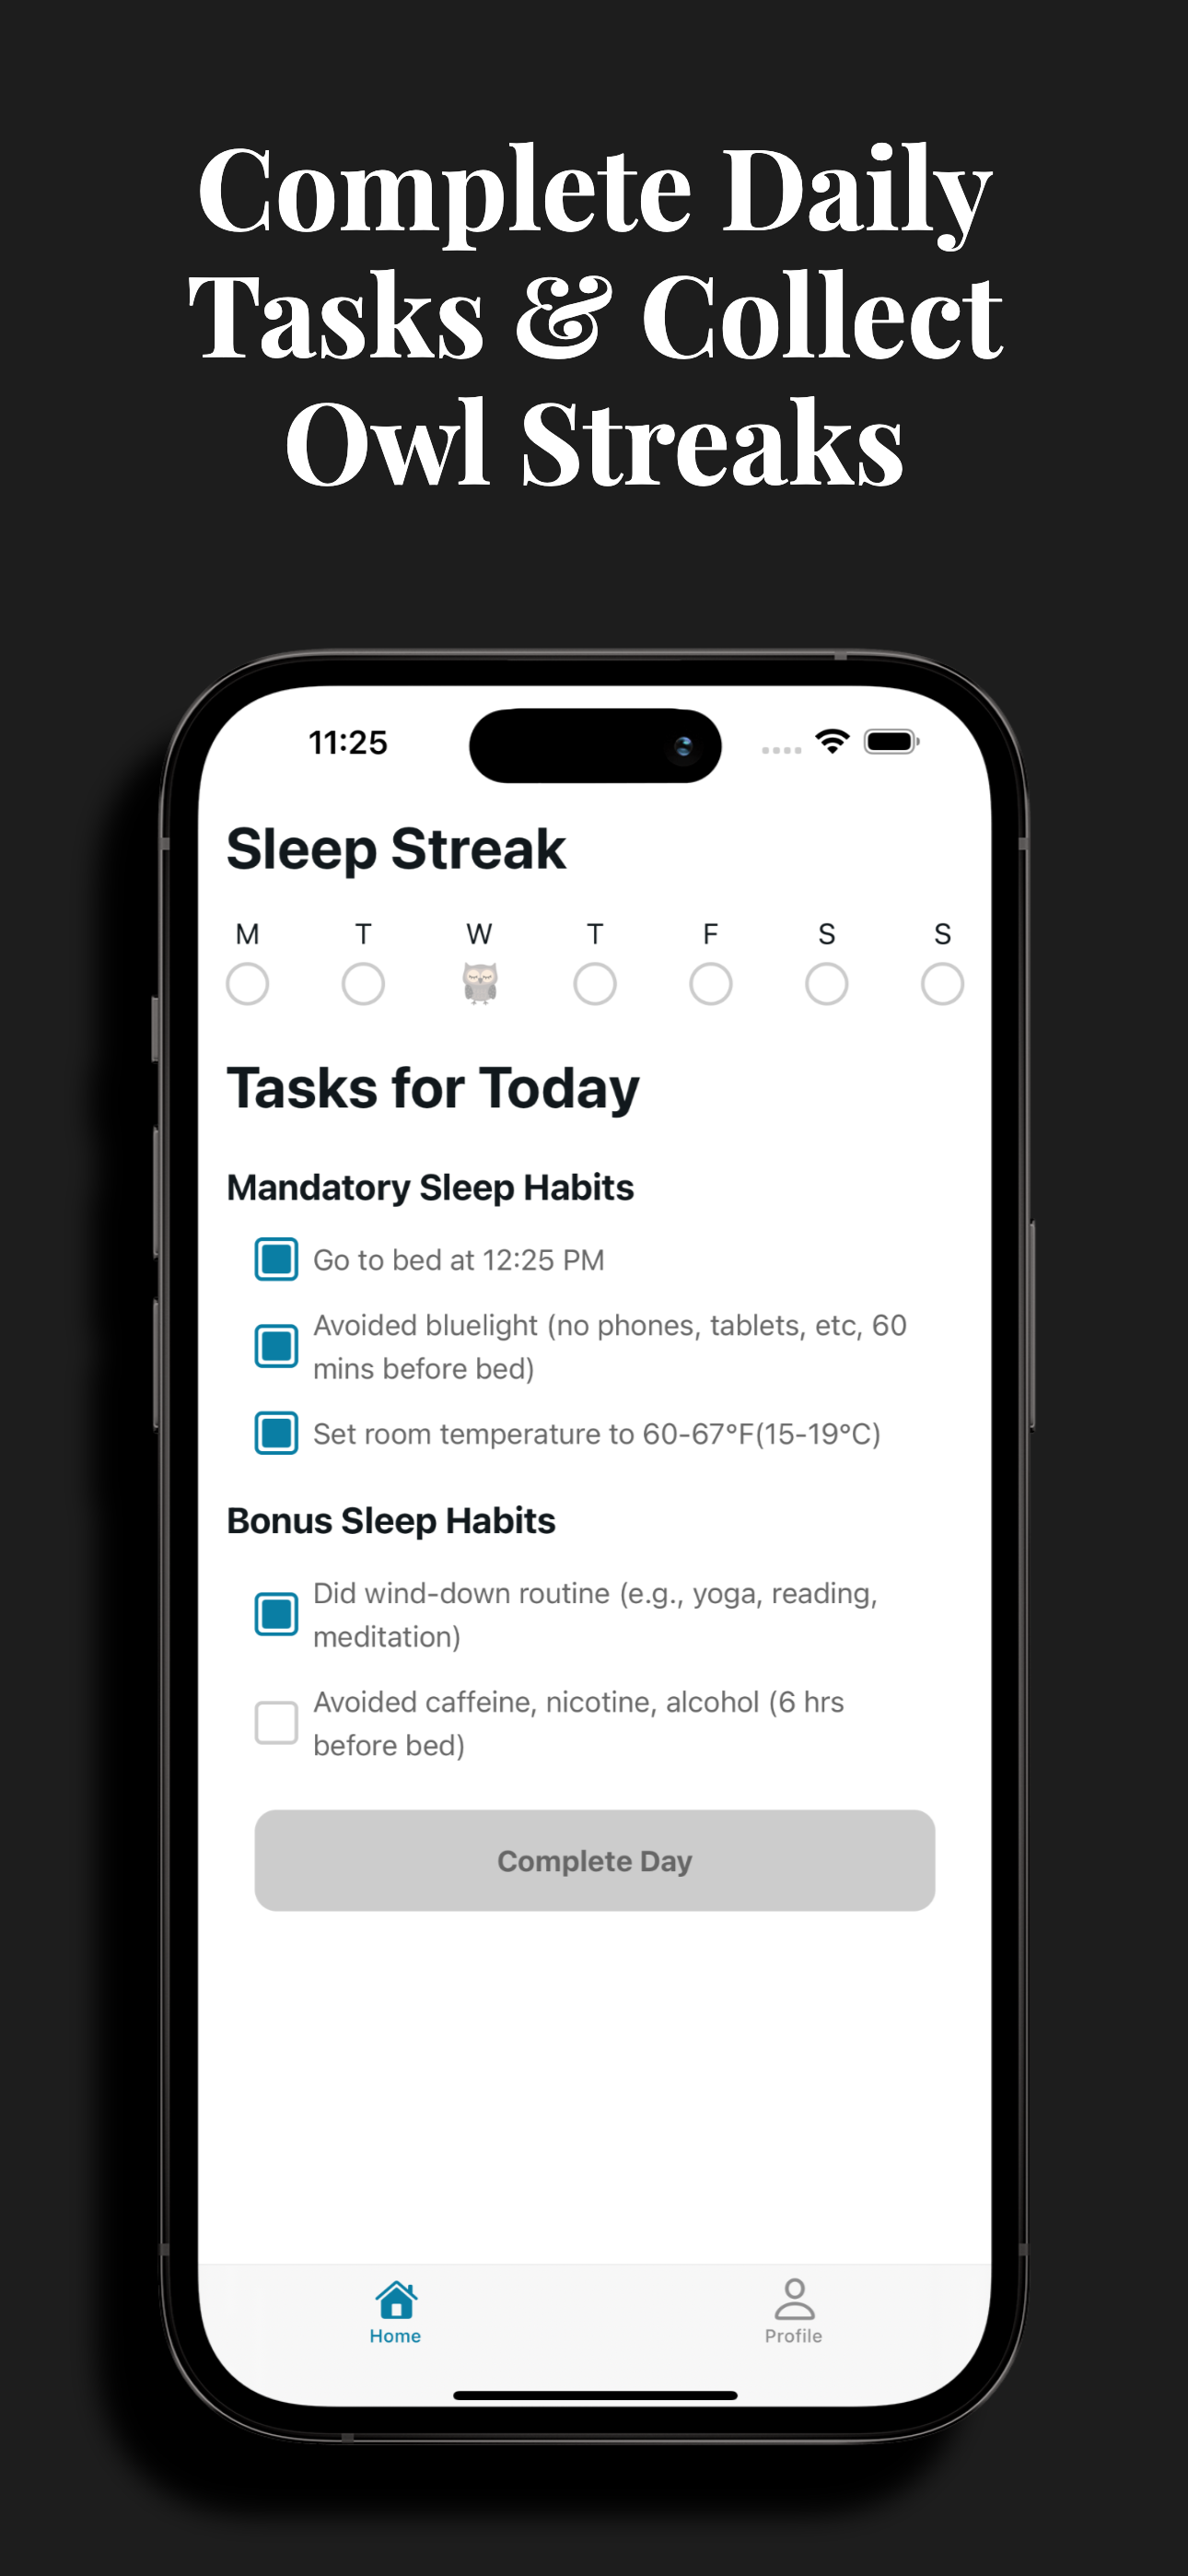 Complete Daily
Tasks & Collect
Owl Streaks
11:25
Sleep Streak
M T W T F S S
Tasks for Today
Mandatory Sleep Habits
Go to bed at 12:25 PM
Avoided bluelight (no phones, tablets, etc, 60
mins before bed)
Set room temperature to 60-67°F(15-19°C)
Bonus Sleep Habits
Did wind-down routine (e.g., yoga, reading,
meditation)
Avoided caffeine, nicotine, alcohol (6 hrs
before bed)
Complete Day
Home Profile